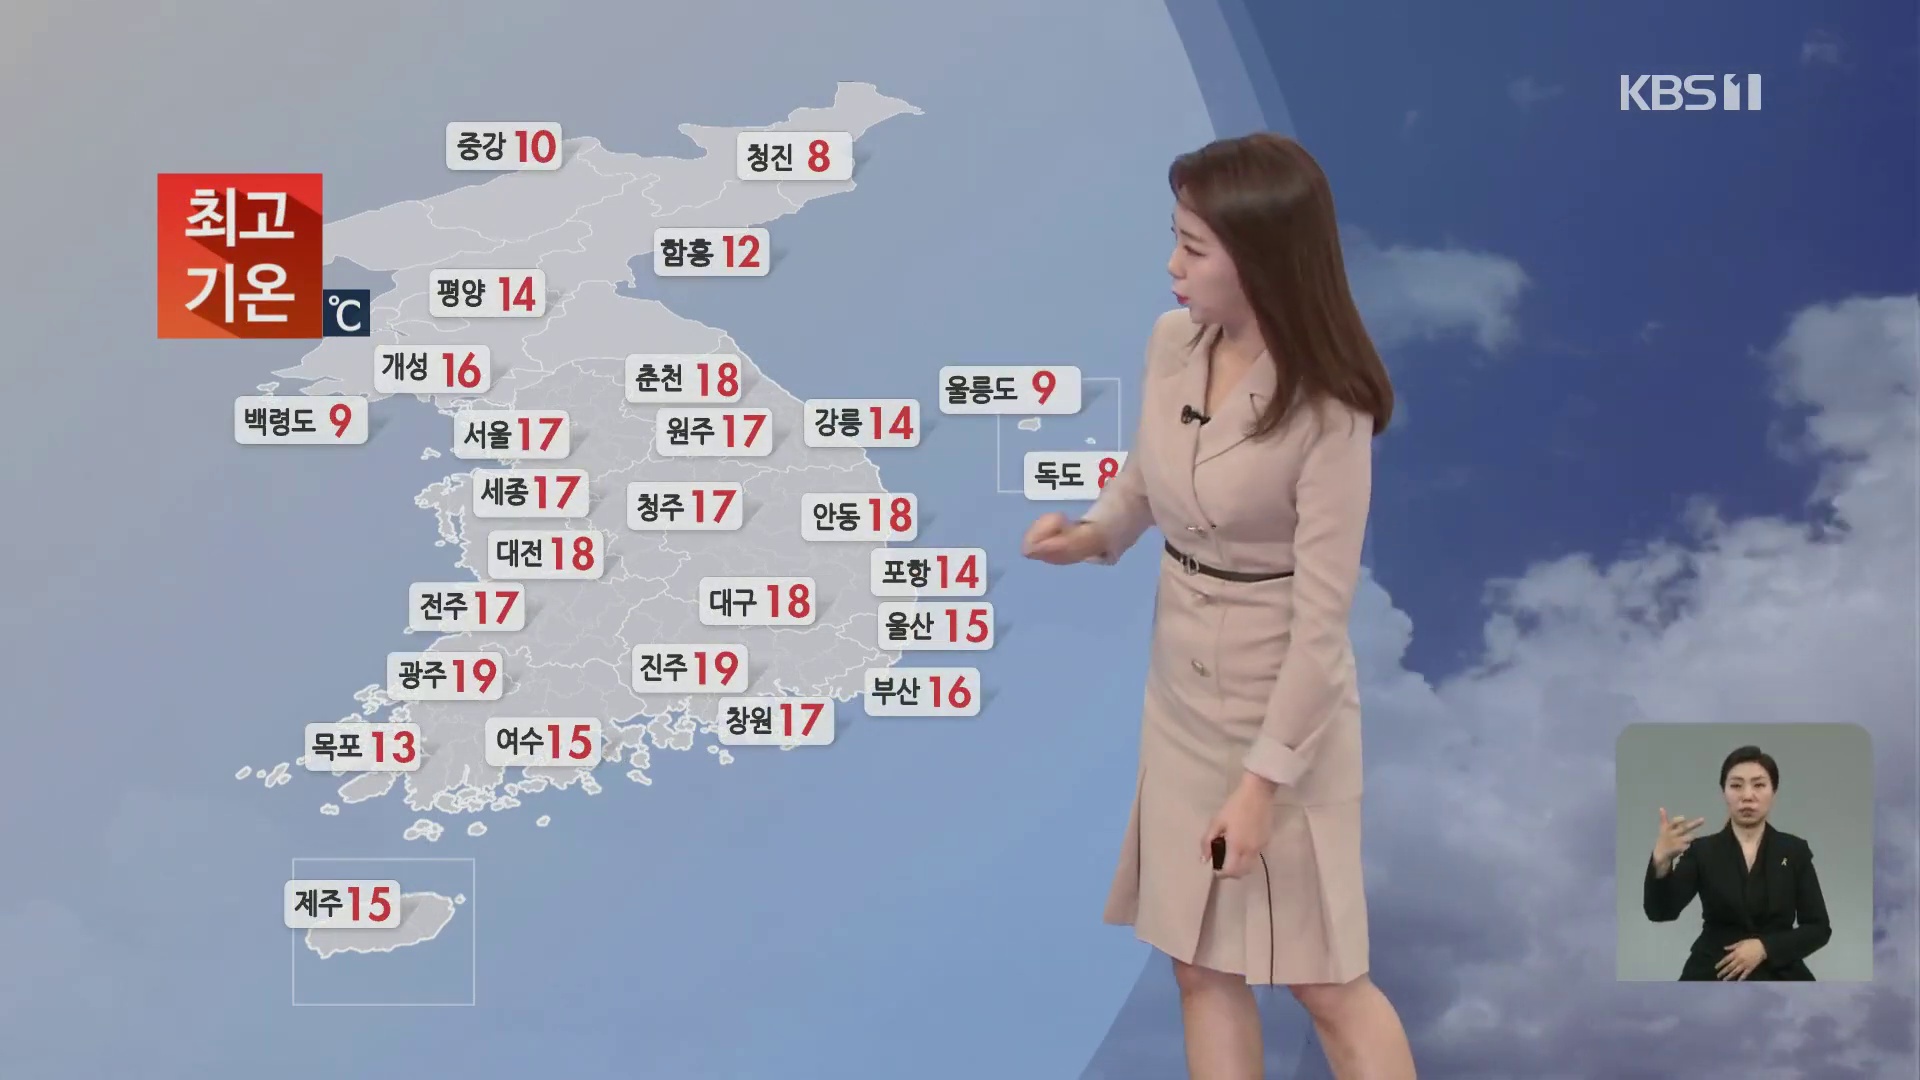 KBS 1
중강 10
청진 8
최고
기온
℃
함흥 12
평양 14
개성 16
춘천 18
울릉도 9
백령도 9
서울 17
원주 17
강릉 14
독도 8
세종 17
청주 17
안동 18
대전 18
포항 14
전주 17
대구 18
울산 15
광주 19
진주 19
부산 16
목포 13
여수 15
창원 17
제주 15